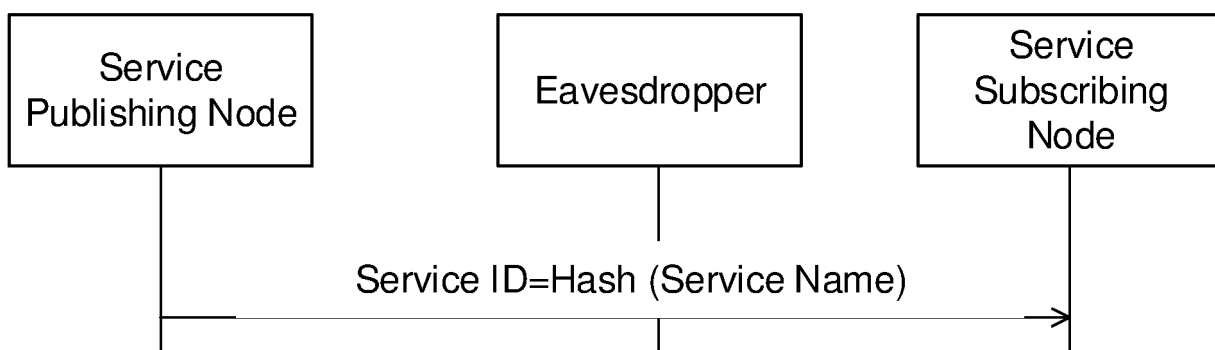 Service
Publishing Node
Eavesdropper
Service
Subscribing
Node
Service ID=Hash (Service Name)